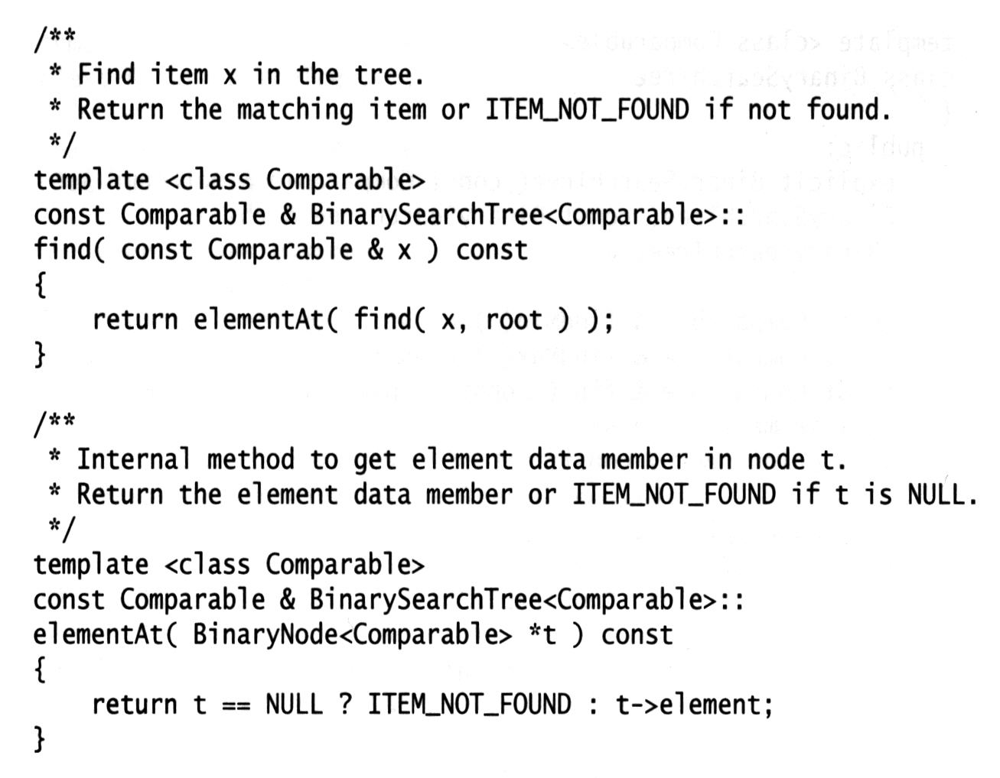 /**
 * Find item x in the tree.
 * Return the matching item or ITEM_NOT_FOUND if not found.
 */
template <class Comparable>
const Comparable & BinarySearchTree<Comparable>::
find( const Comparable & x ) const
{
    return elementAt( find( x, root ) );
}

/**
 * Internal method to get element data member in node t.
 * Return the element data member or ITEM_NOT_FOUND if t is NULL.
 */
template <class Comparable>
const Comparable & BinarySearchTree<Comparable>::
elementAt( BinaryNode<Comparable> *t ) const
{
    return t == NULL ? ITEM_NOT_FOUND : t->element;
}